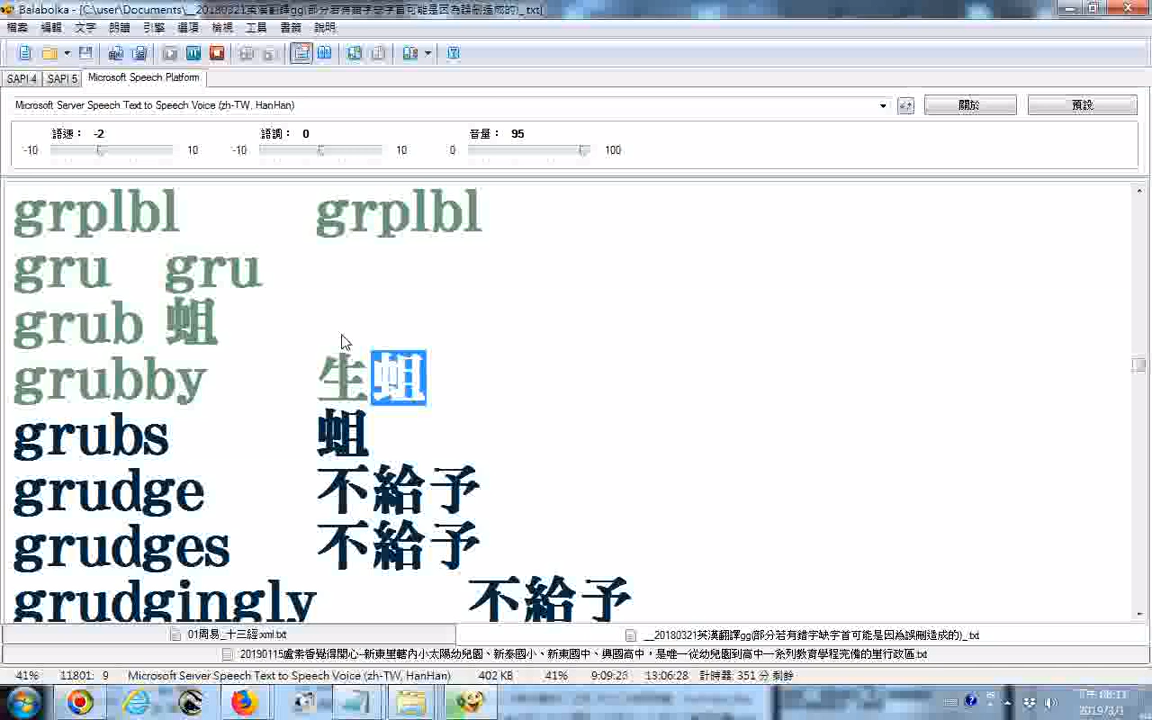 Balabolka - [C:\user\Documents\__20180321英漢翻譯gg(部分若有錯字缺字首可能是因為誤刪造成的)_.txt]
檔案 編輯 文字 朗讀 引擎 選項 檢視 工具 書籤 說明
SAPI 4 SAPI 5 Microsoft Speech Platform
Microsoft Server Speech Text to Speech Voice (zh-TW, HanHan) 關於 預設
語速： -2 語調： 0 音量： 95
-10 10 -10 10 0 100
grplbl grplbl
gru gru
grub 蛆
grubby 生蛆
grubs 蛆
grudge 不給予
grudges 不給予
grudgingly 不給予
01周易_十三經.xml.txt __20180321英漢翻譯gg(部分若有錯字缺字首可能是因為誤刪造成的)_.txt
20190115盧素香覺得開心-新東里轄內小太陽幼兒園、新泰國小、新東國中、興國高中，是唯一從幼兒園到高中一系列教育學程完備的里行政區.txt
41% 11801: 9 Microsoft Server Speech Text to Speech Voice (zh-TW, HanHan) 402 KB 41% 9:09:23 13:06:28 計時器: 351 分 剩餘
2019/3/1